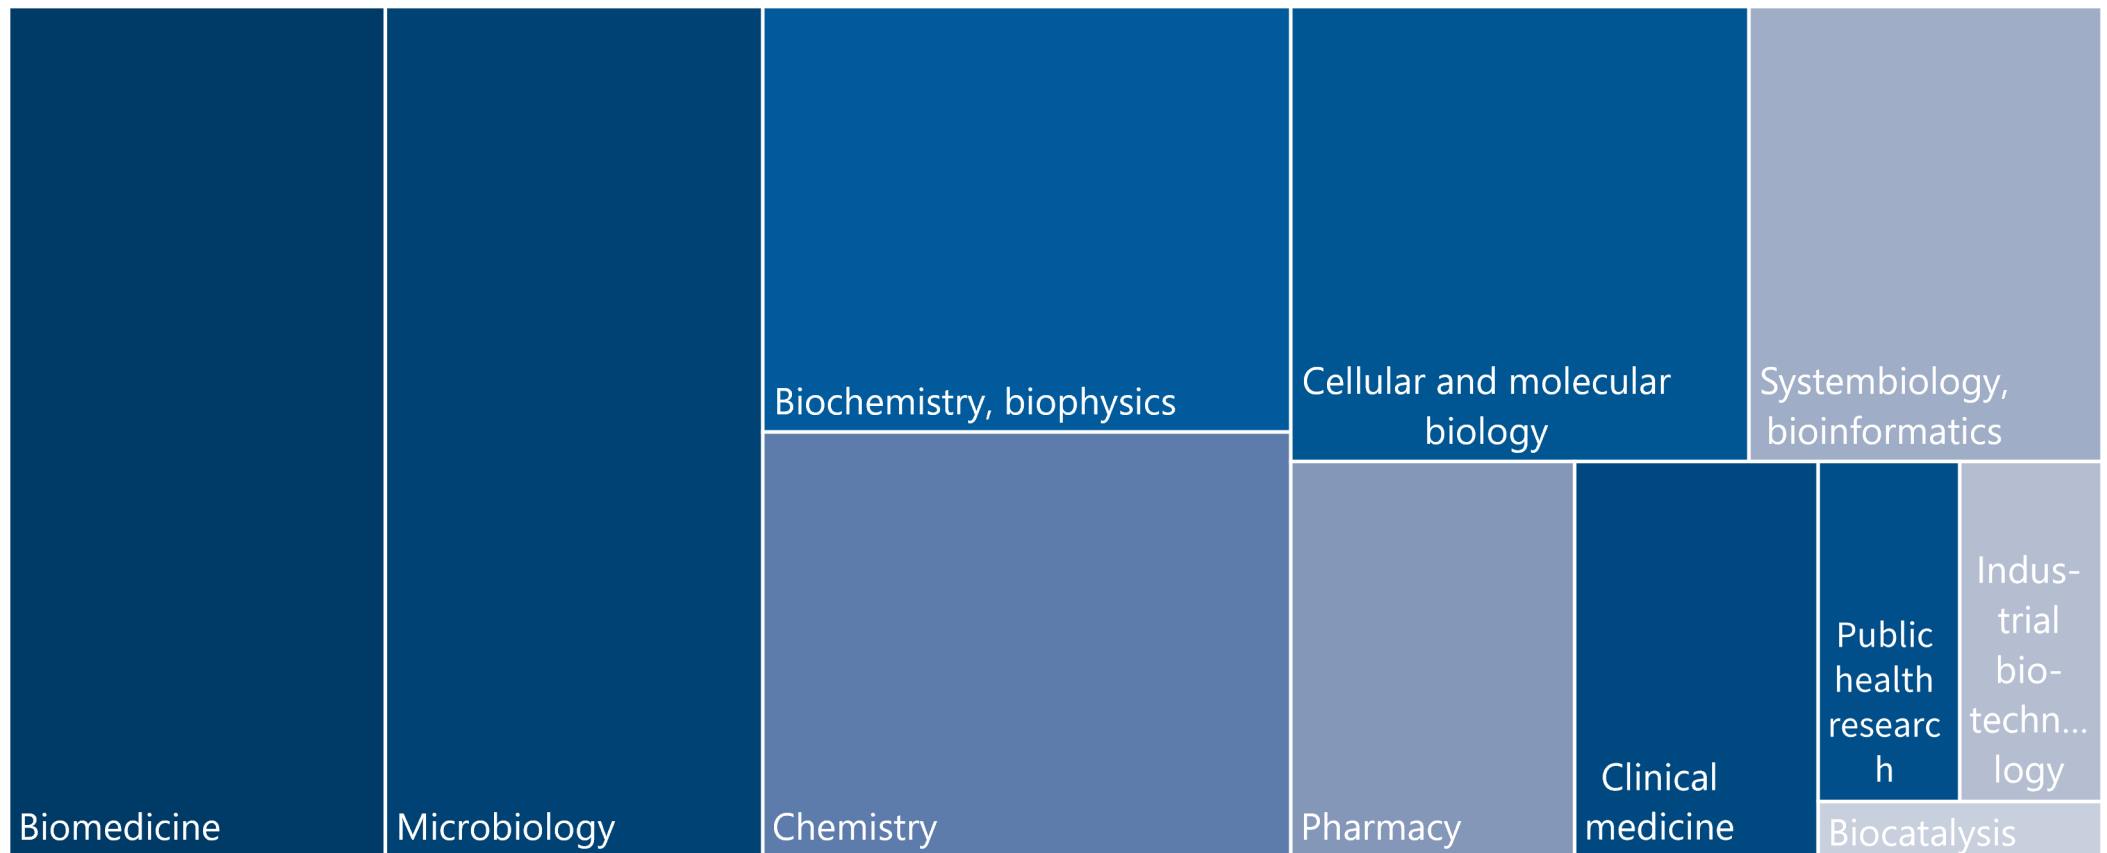 Biomedicine
Microbiology
Biochemistry, biophysics
Chemistry
Cellular and molecular
biology
Systembiology,
bioinformatics
Pharmacy
Clinical
medicine
Public
health
researc
h
Indus-
trial
bio-
techn...
logy
Biocatalysis